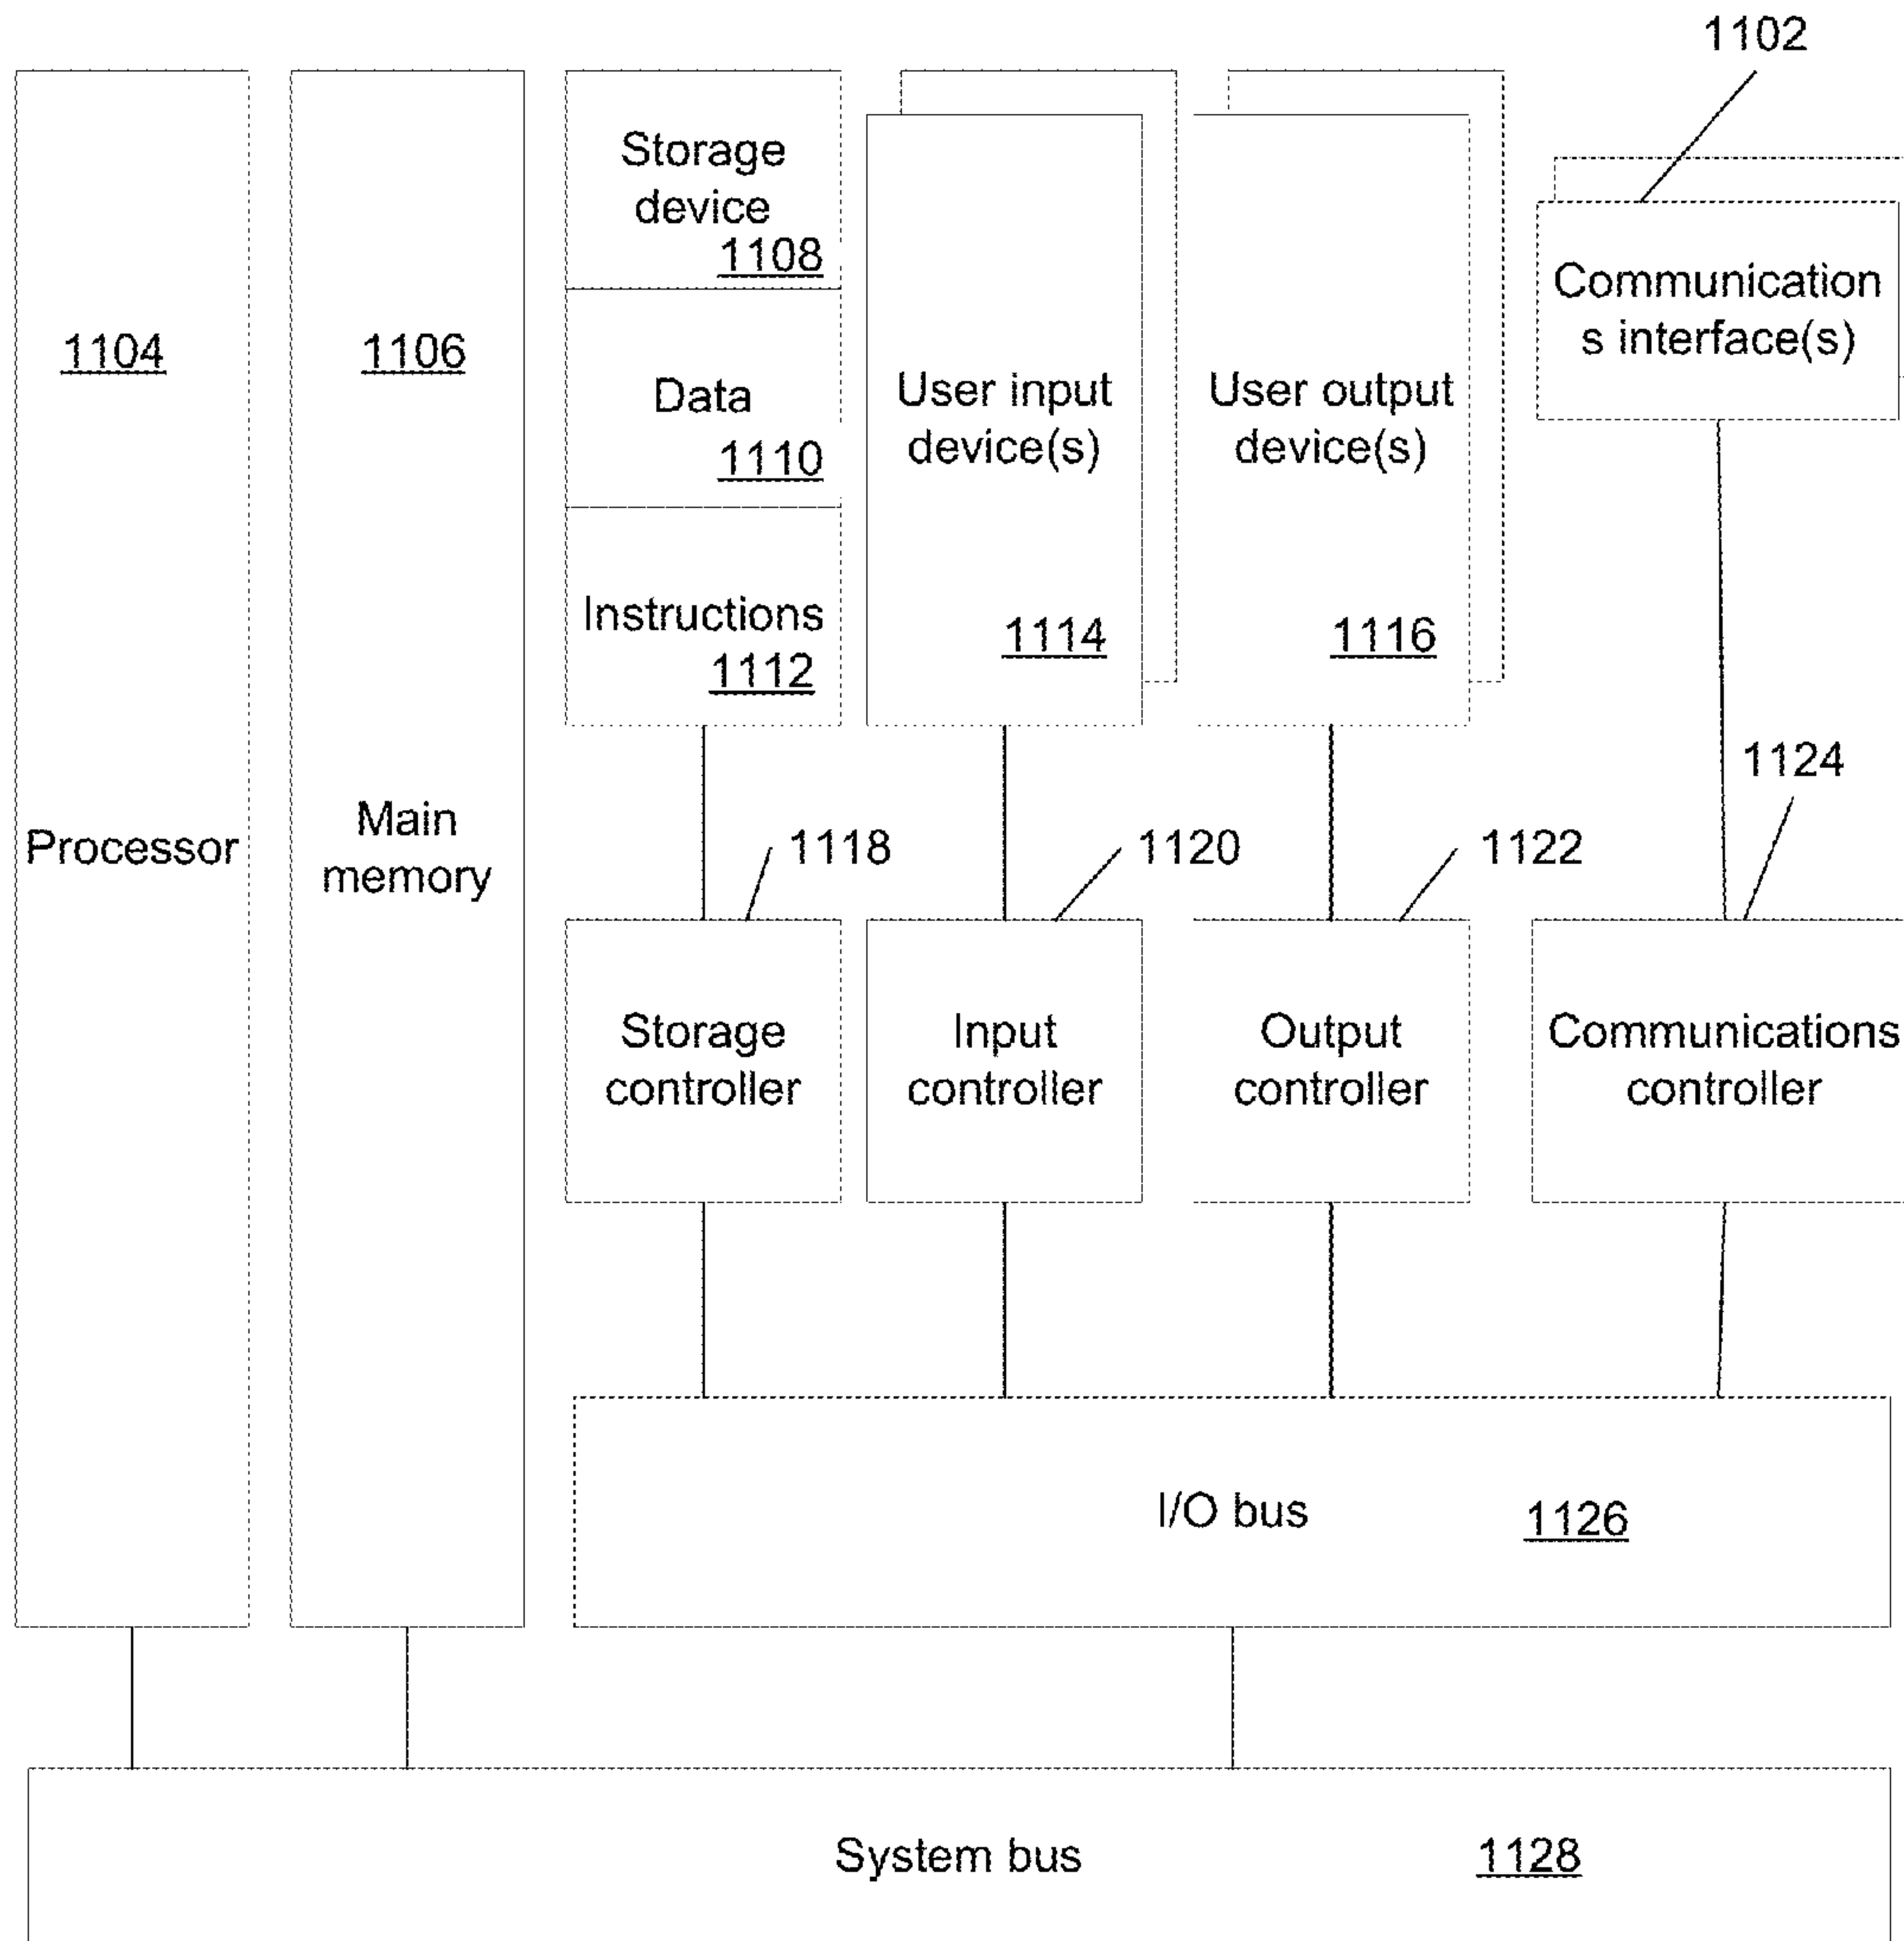 1102
Storage
device
1108
1104
1106
Data
1110
User input
device(s)
User output
device(s)
Communication
s interface(s)
Instructions
1112
1114
1116
1124
Processor
Main
memory
1118
1120
1122
Storage
controller
Input
controller
Output
controller
Communications
controller
I/O bus
1126
System bus
1128